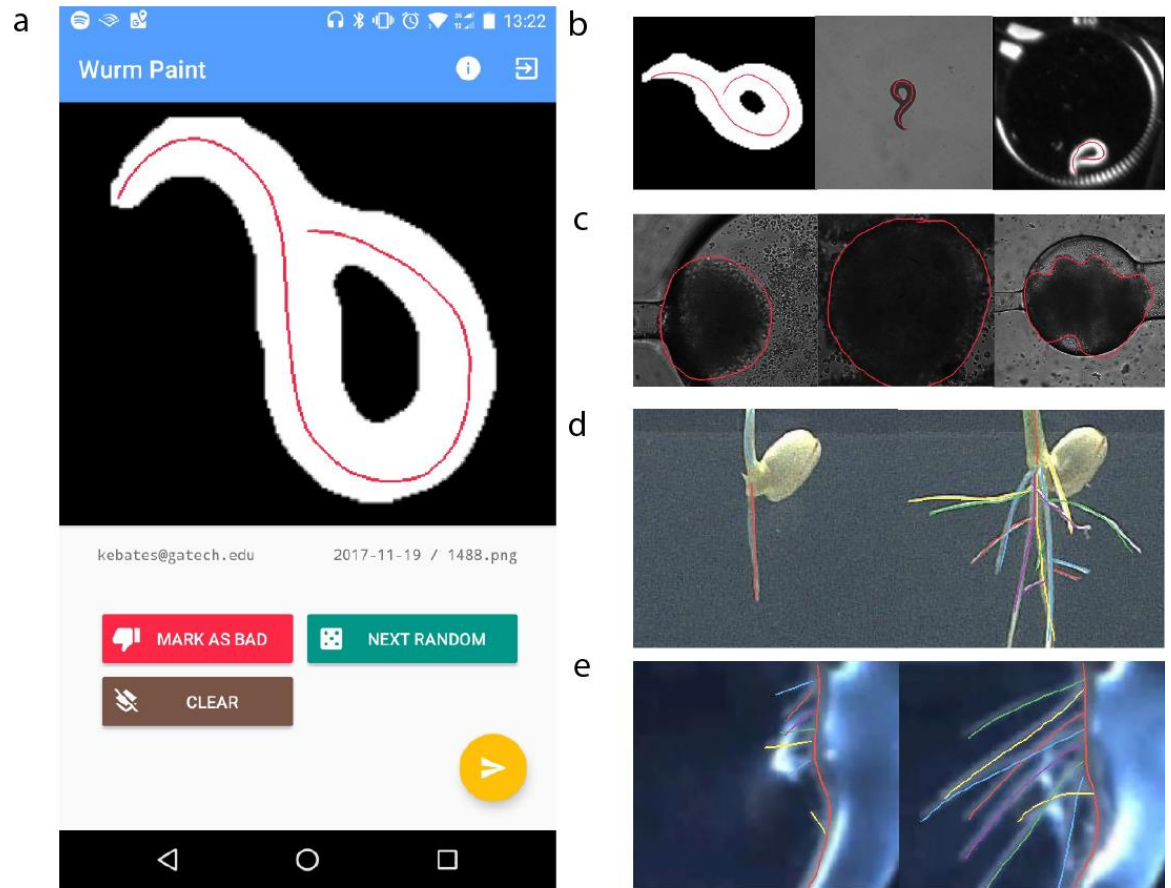 a
13:22
Wurm Paint
kebates@gatech.edu 2017-11-19 / 1488.png
MARK AS BAD NEXT RANDOM
CLEAR
b
c
d
e